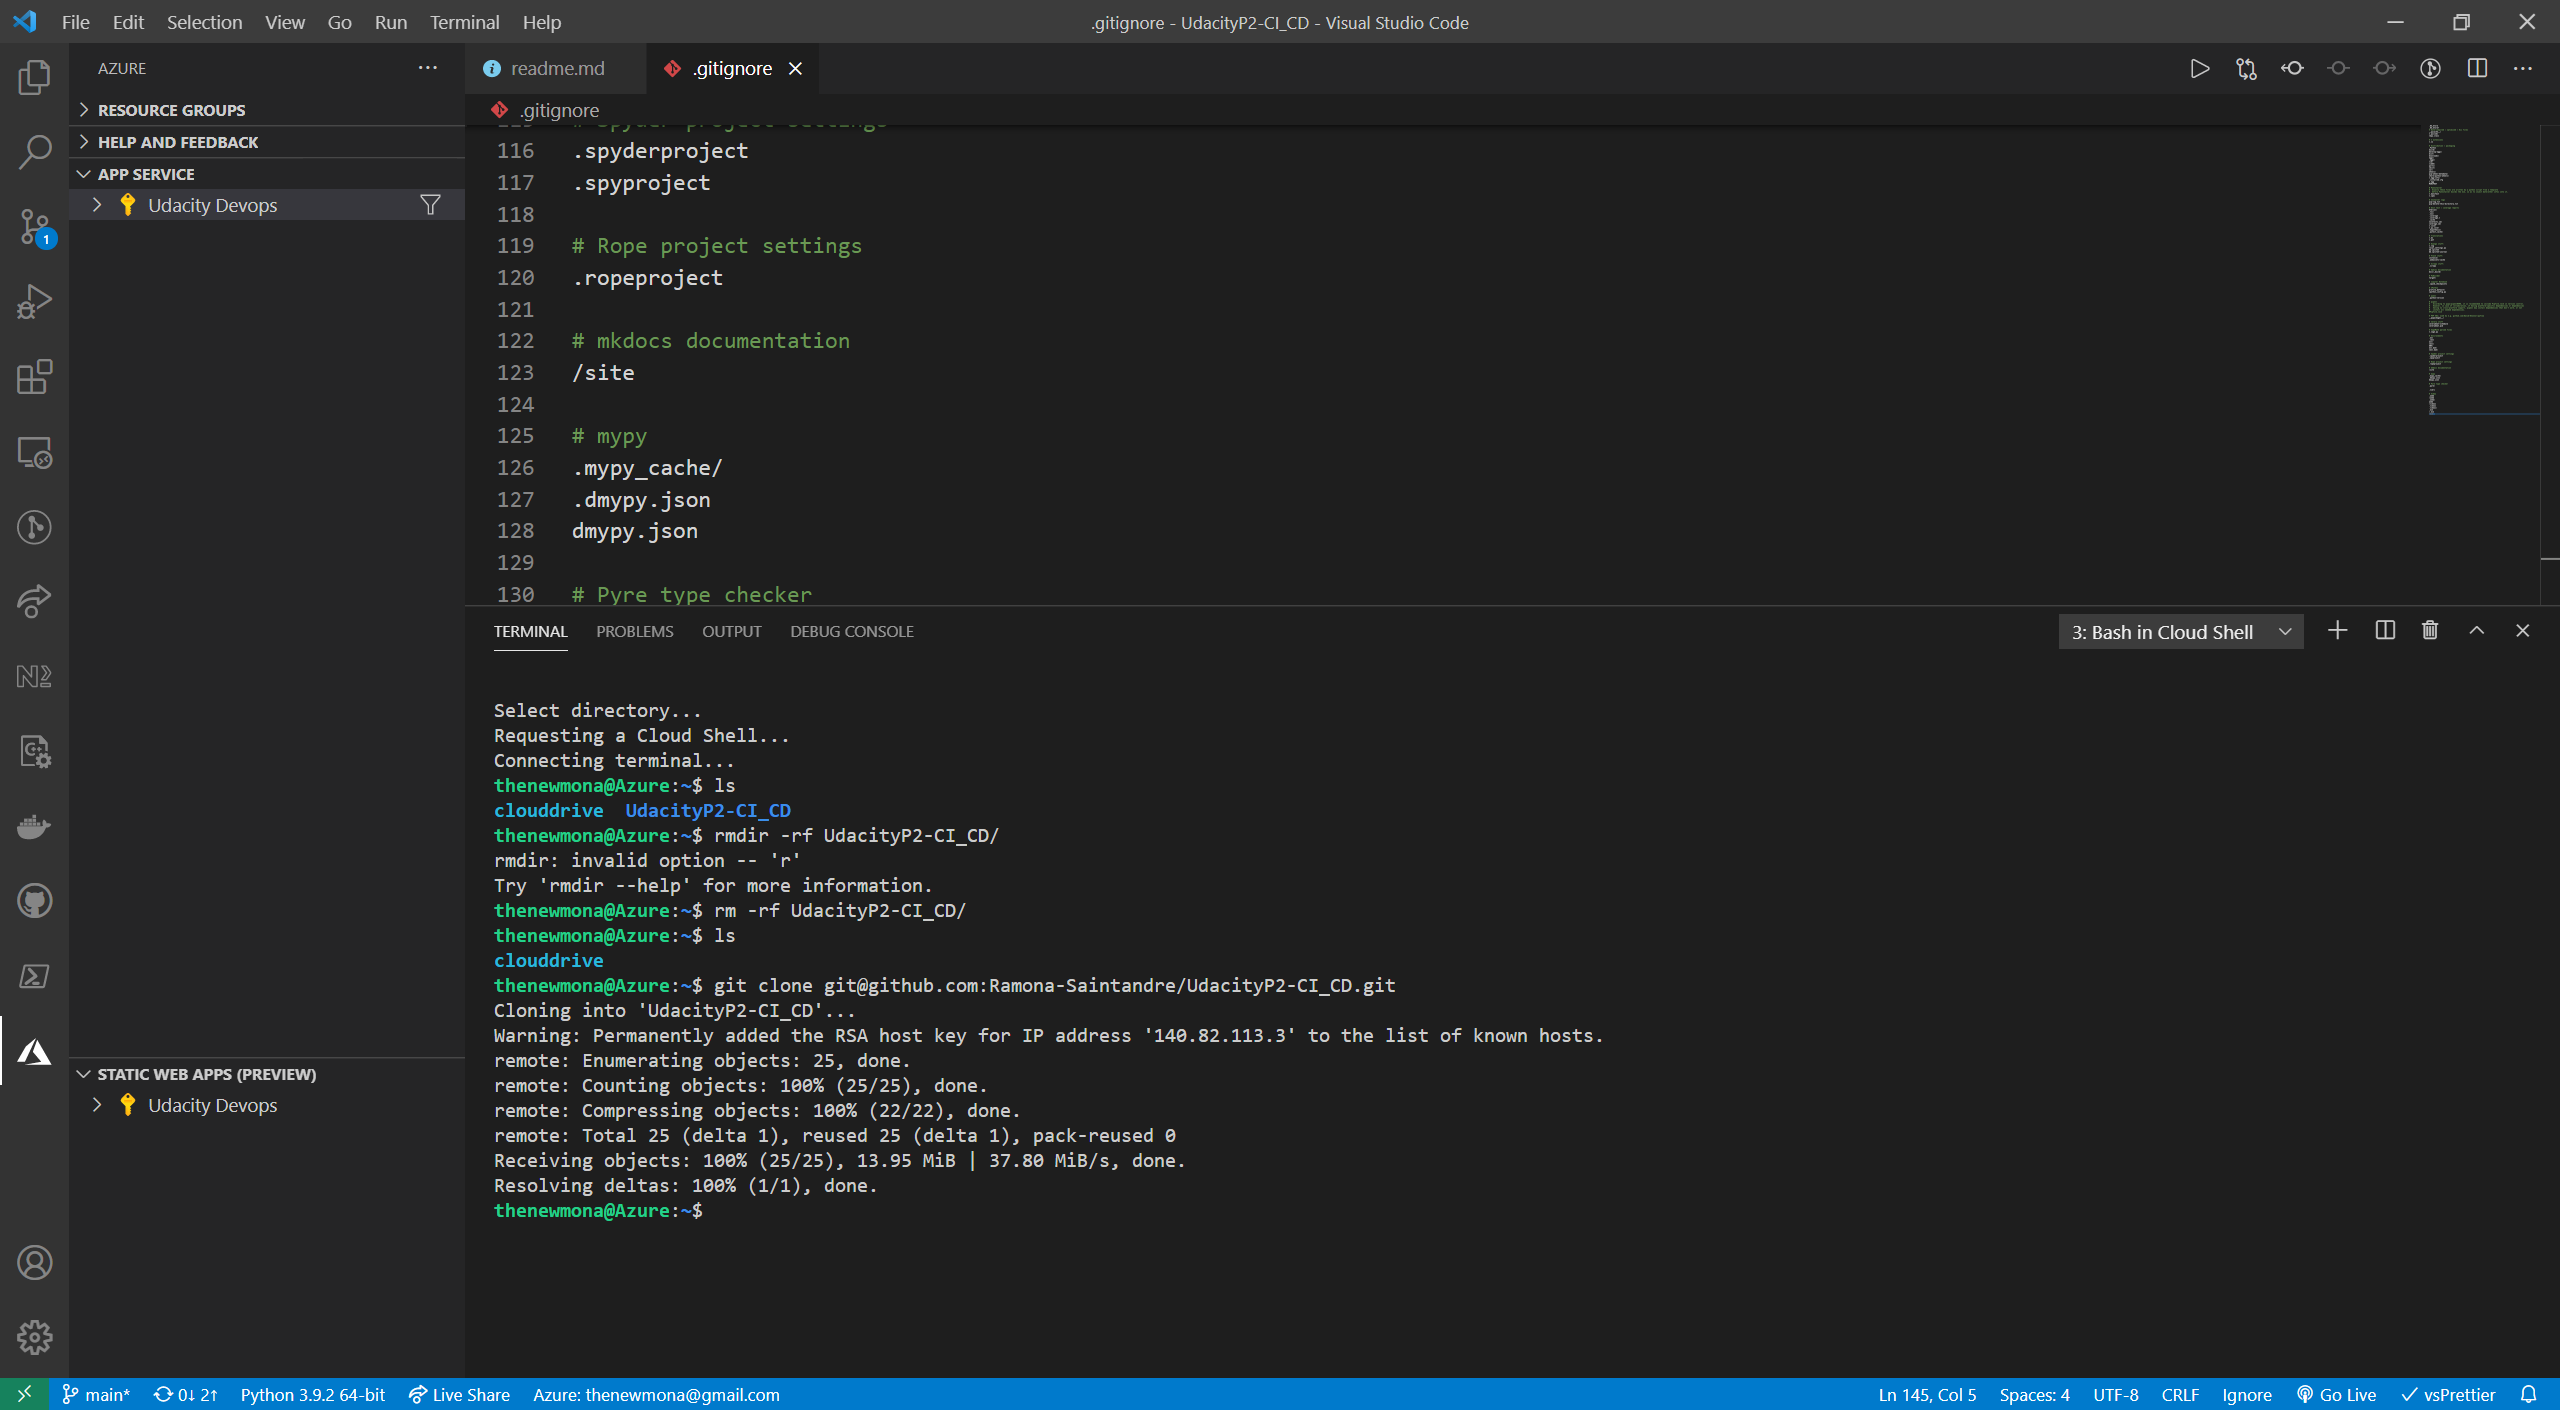 File Edit Selection View Go Run Terminal Help
.gitignore - UdacityP2-CI_CD - Visual Studio Code
AZURE
RESOURCE GROUPS
HELP AND FEEDBACK
APP SERVICE
Udacity Devops
STATIC WEB APPS (PREVIEW)
Udacity Devops
1
readme.md
.gitignore
.gitignore
115 # Spyder project settings
116 .spyderproject
117 .spyproject
118
119 # Rope project settings
120 .ropeproject
121
122 # mkdocs documentation
123 /site
124
125 # mypy
126 .mypy_cache/
127 .dmypy.json
128 dmypy.json
129
130 # Pyre type checker
TERMINAL PROBLEMS OUTPUT DEBUG CONSOLE
3: Bash in Cloud Shell
Select directory...
Requesting a Cloud Shell...
Connecting terminal...
thenewmona@Azure:~$ ls
clouddrive UdacityP2-CI_CD
thenewmona@Azure:~$ rmdir -rf UdacityP2-CI_CD/
rmdir: invalid option -- 'r'
Try 'rmdir --help' for more information.
thenewmona@Azure:~$ rm -rf UdacityP2-CI_CD/
thenewmona@Azure:~$ ls
clouddrive
thenewmona@Azure:~$ git clone git@github.com:Ramona-Saintandre/UdacityP2-CI_CD.git
Cloning into 'UdacityP2-CI_CD'...
Warning: Permanently added the RSA host key for IP address '140.82.113.3' to the list of known hosts.
remote: Enumerating objects: 25, done.
remote: Counting objects: 100% (25/25), done.
remote: Compressing objects: 100% (22/22), done.
remote: Total 25 (delta 1), reused 25 (delta 1), pack-reused 0
Receiving objects: 100% (25/25), 13.95 MiB | 37.80 MiB/s, done.
Resolving deltas: 100% (1/1), done.
thenewmona@Azure:~$
main* 0↓ 2↑ Python 3.9.2 64-bit Live Share Azure: thenewmona@gmail.com
Ln 145, Col 5 Spaces: 4 UTF-8 CRLF Ignore Go Live vsPrettier